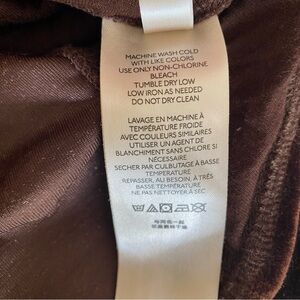 MACHINE WASH COLD
WITH LIKE COLORS
USE ONLY NON-CHLORINE
BLEACH
TUMBLE DRY LOW
LOW IRON AS NEEDED
DO NOT DRY CLEAN
LAVAGE EN MACHINE À
TEMPÉRATURE FROIDE
AVEC COULEURS SIMILAIRES
UTILISER UN AGENT DE
BLANCHIMENT SANS CHLORE SI
NÉCESSAIRE
SECHER PAR CULBUTAGE À BASSE
TEMPERATURE
REPASSER, AU BESOIN, À TRÈS
BASSE TEMPÉRATURE
NE PAS NETTOYER À SEC